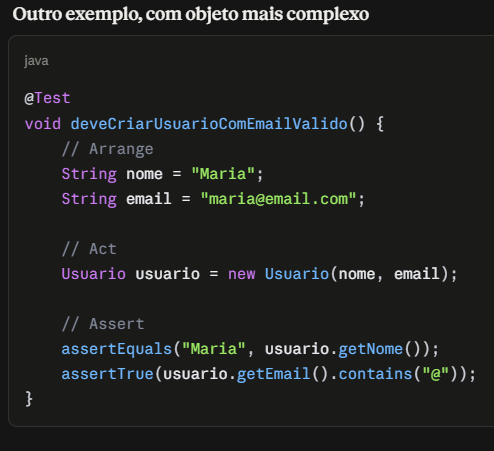 Outro exemplo, com objeto mais complexo
java
@Test
void deveCriarUsuarioComEmailValido() {
    // Arrange
    String nome = "Maria";
    String email = "maria@email.com";

    // Act
    Usuario usuario = new Usuario(nome, email);

    // Assert
    assertEquals("Maria", usuario.getNome());
    assertTrue(usuario.getEmail().contains("@"));
}